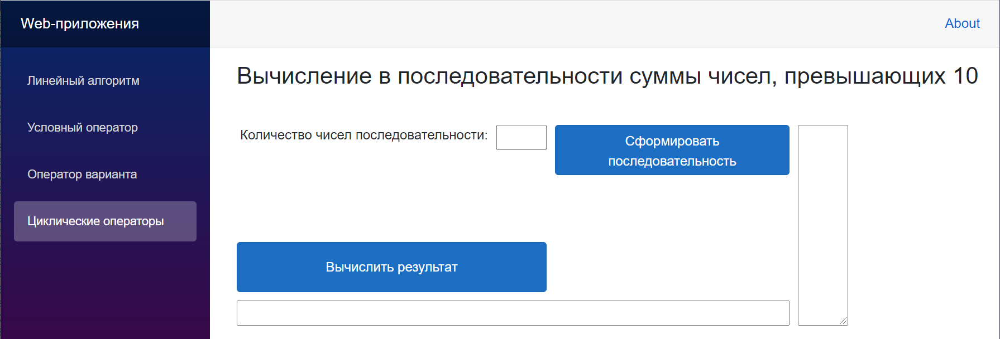 Web-приложения
About
Линейный алгоритм
Условный оператор
Оператор варианта
Циклические операторы
Вычисление в последовательности суммы чисел, превышающих 10
Количество чисел последовательности:
Сформировать
последовательность
Вычислить результат